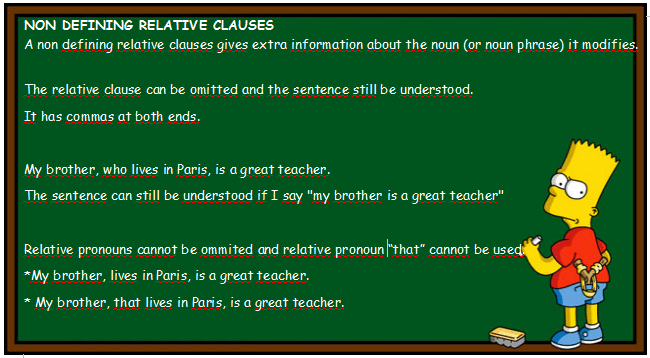 NON DEFINING RELATIVE CLAUSES
A non defining relative clauses gives extra information about the noun (or noun phrase) it modifies.
The relative clause can be omitted and the sentence still be understood.
It has commas at both ends.
My brother, who lives in Paris, is a great teacher.
The sentence can still be understood if I say "my brother is a great teacher"
Relative pronouns cannot be ommited and relative pronoun "that” cannot be used:
*My brother, lives in Paris, is a great teacher.
* My brother, that lives in Paris, is a great teacher.